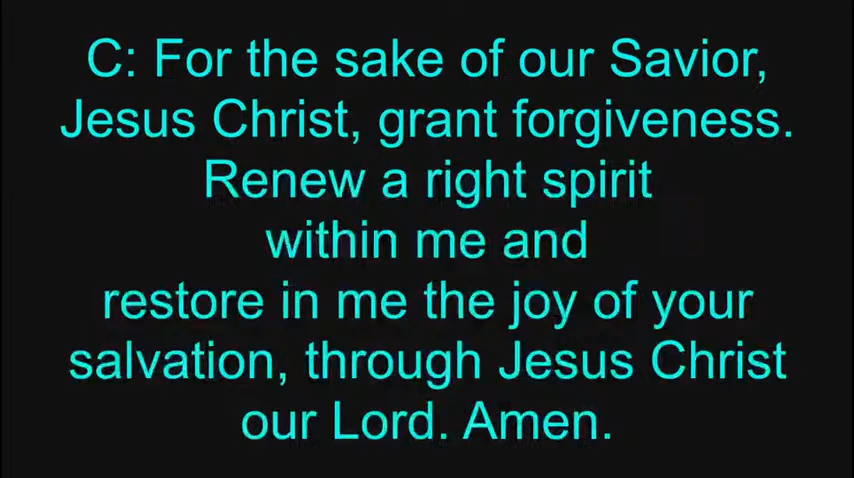 C: For the sake of our Savior,
Jesus Christ, grant forgiveness.
Renew a right spirit
within me and
restore in me the joy of your
salvation, through Jesus Christ
our Lord. Amen.